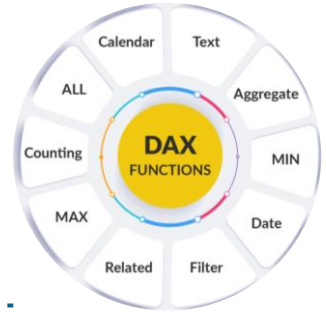 Calendar
Text
ALL
Aggregate
Counting
DAX
FUNCTIONS
MIN
MAX
Date
Related
Filter